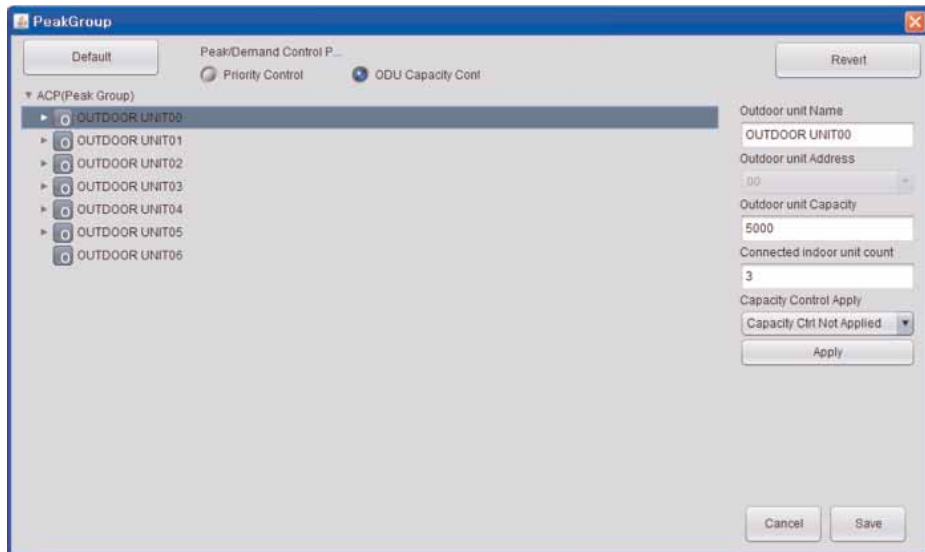 PeakGroup
Default
Peak/Demand Control P...
Priority Control
ODU Capacity Cont
Revert
ACP(Peak Group)
O OUTDOOR UNIT00
O OUTDOOR UNIT01
O OUTDOOR UNIT02
O OUTDOOR UNIT03
O OUTDOOR UNIT04
O OUTDOOR UNIT05
O OUTDOOR UNIT06
Outdoor unit Name
OUTDOOR UNIT00
Outdoor unit Address
00
Outdoor unit Capacity
5000
Connected indoor unit count
3
Capacity Control Apply
Capacity Ctrl Not Applied
Apply
Cancel
Save